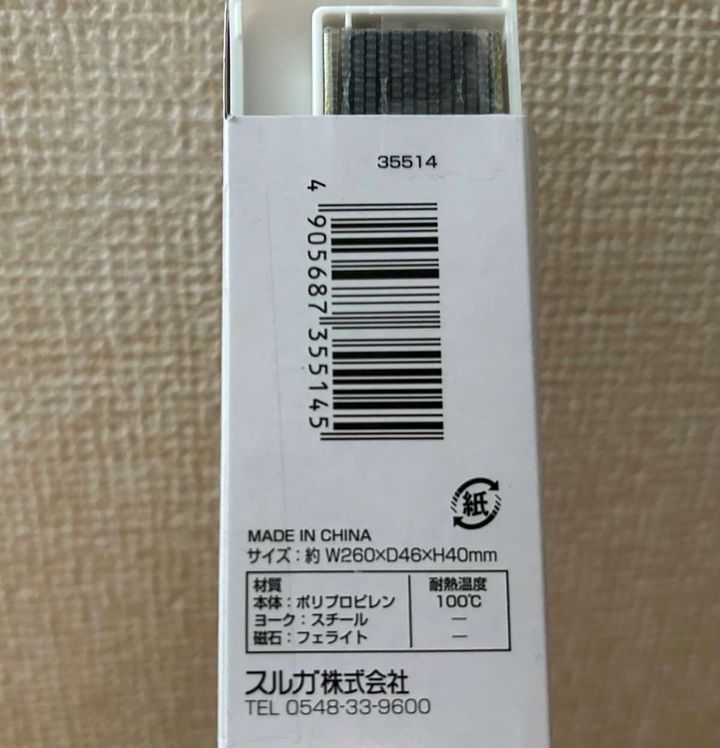 35514
4 905687 355145
紙
MADE IN CHINA
サイズ：約 W260×D46×H40mm
材質 耐熱温度
本体：ポリプロピレン 100℃
ヨーク：スチール —
磁石：フェライト —
スルガ株式会社
TEL 0548-33-9600